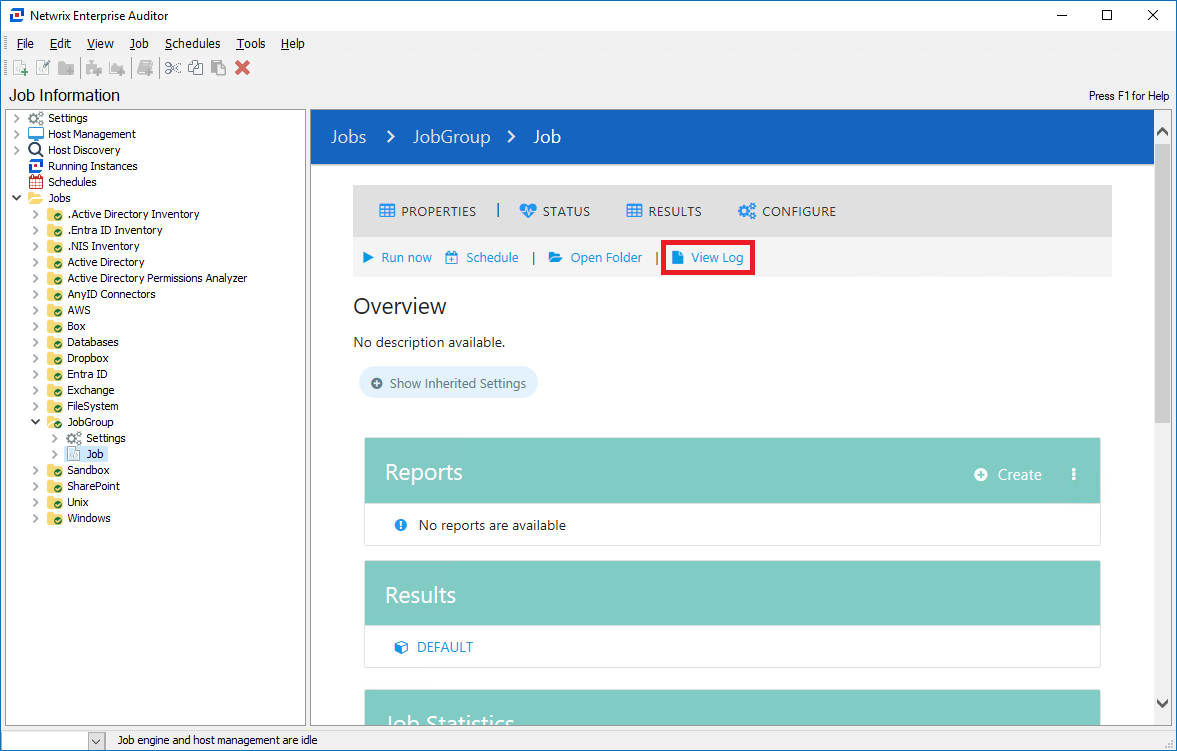 Netwrix Enterprise Auditor
File Edit View Job Schedules Tools Help
Job Information
Press F1 for Help
Settings
Host Management
Host Discovery
Running Instances
Schedules
Jobs
.Active Directory Inventory
.Entra ID Inventory
.NIS Inventory
Active Directory
Active Directory Permissions Analyzer
AnyID Connectors
AWS
Box
Databases
Dropbox
Entra ID
Exchange
FileSystem
JobGroup
Settings
Job
Sandbox
SharePoint
Unix
Windows
Jobs > JobGroup > Job
PROPERTIES | STATUS RESULTS CONFIGURE
Run now Schedule | Open Folder | View Log
Overview
No description available.
Show Inherited Settings
Reports
Create
No reports are available
Results
DEFAULT
Job Statistics
Job engine and host management are idle